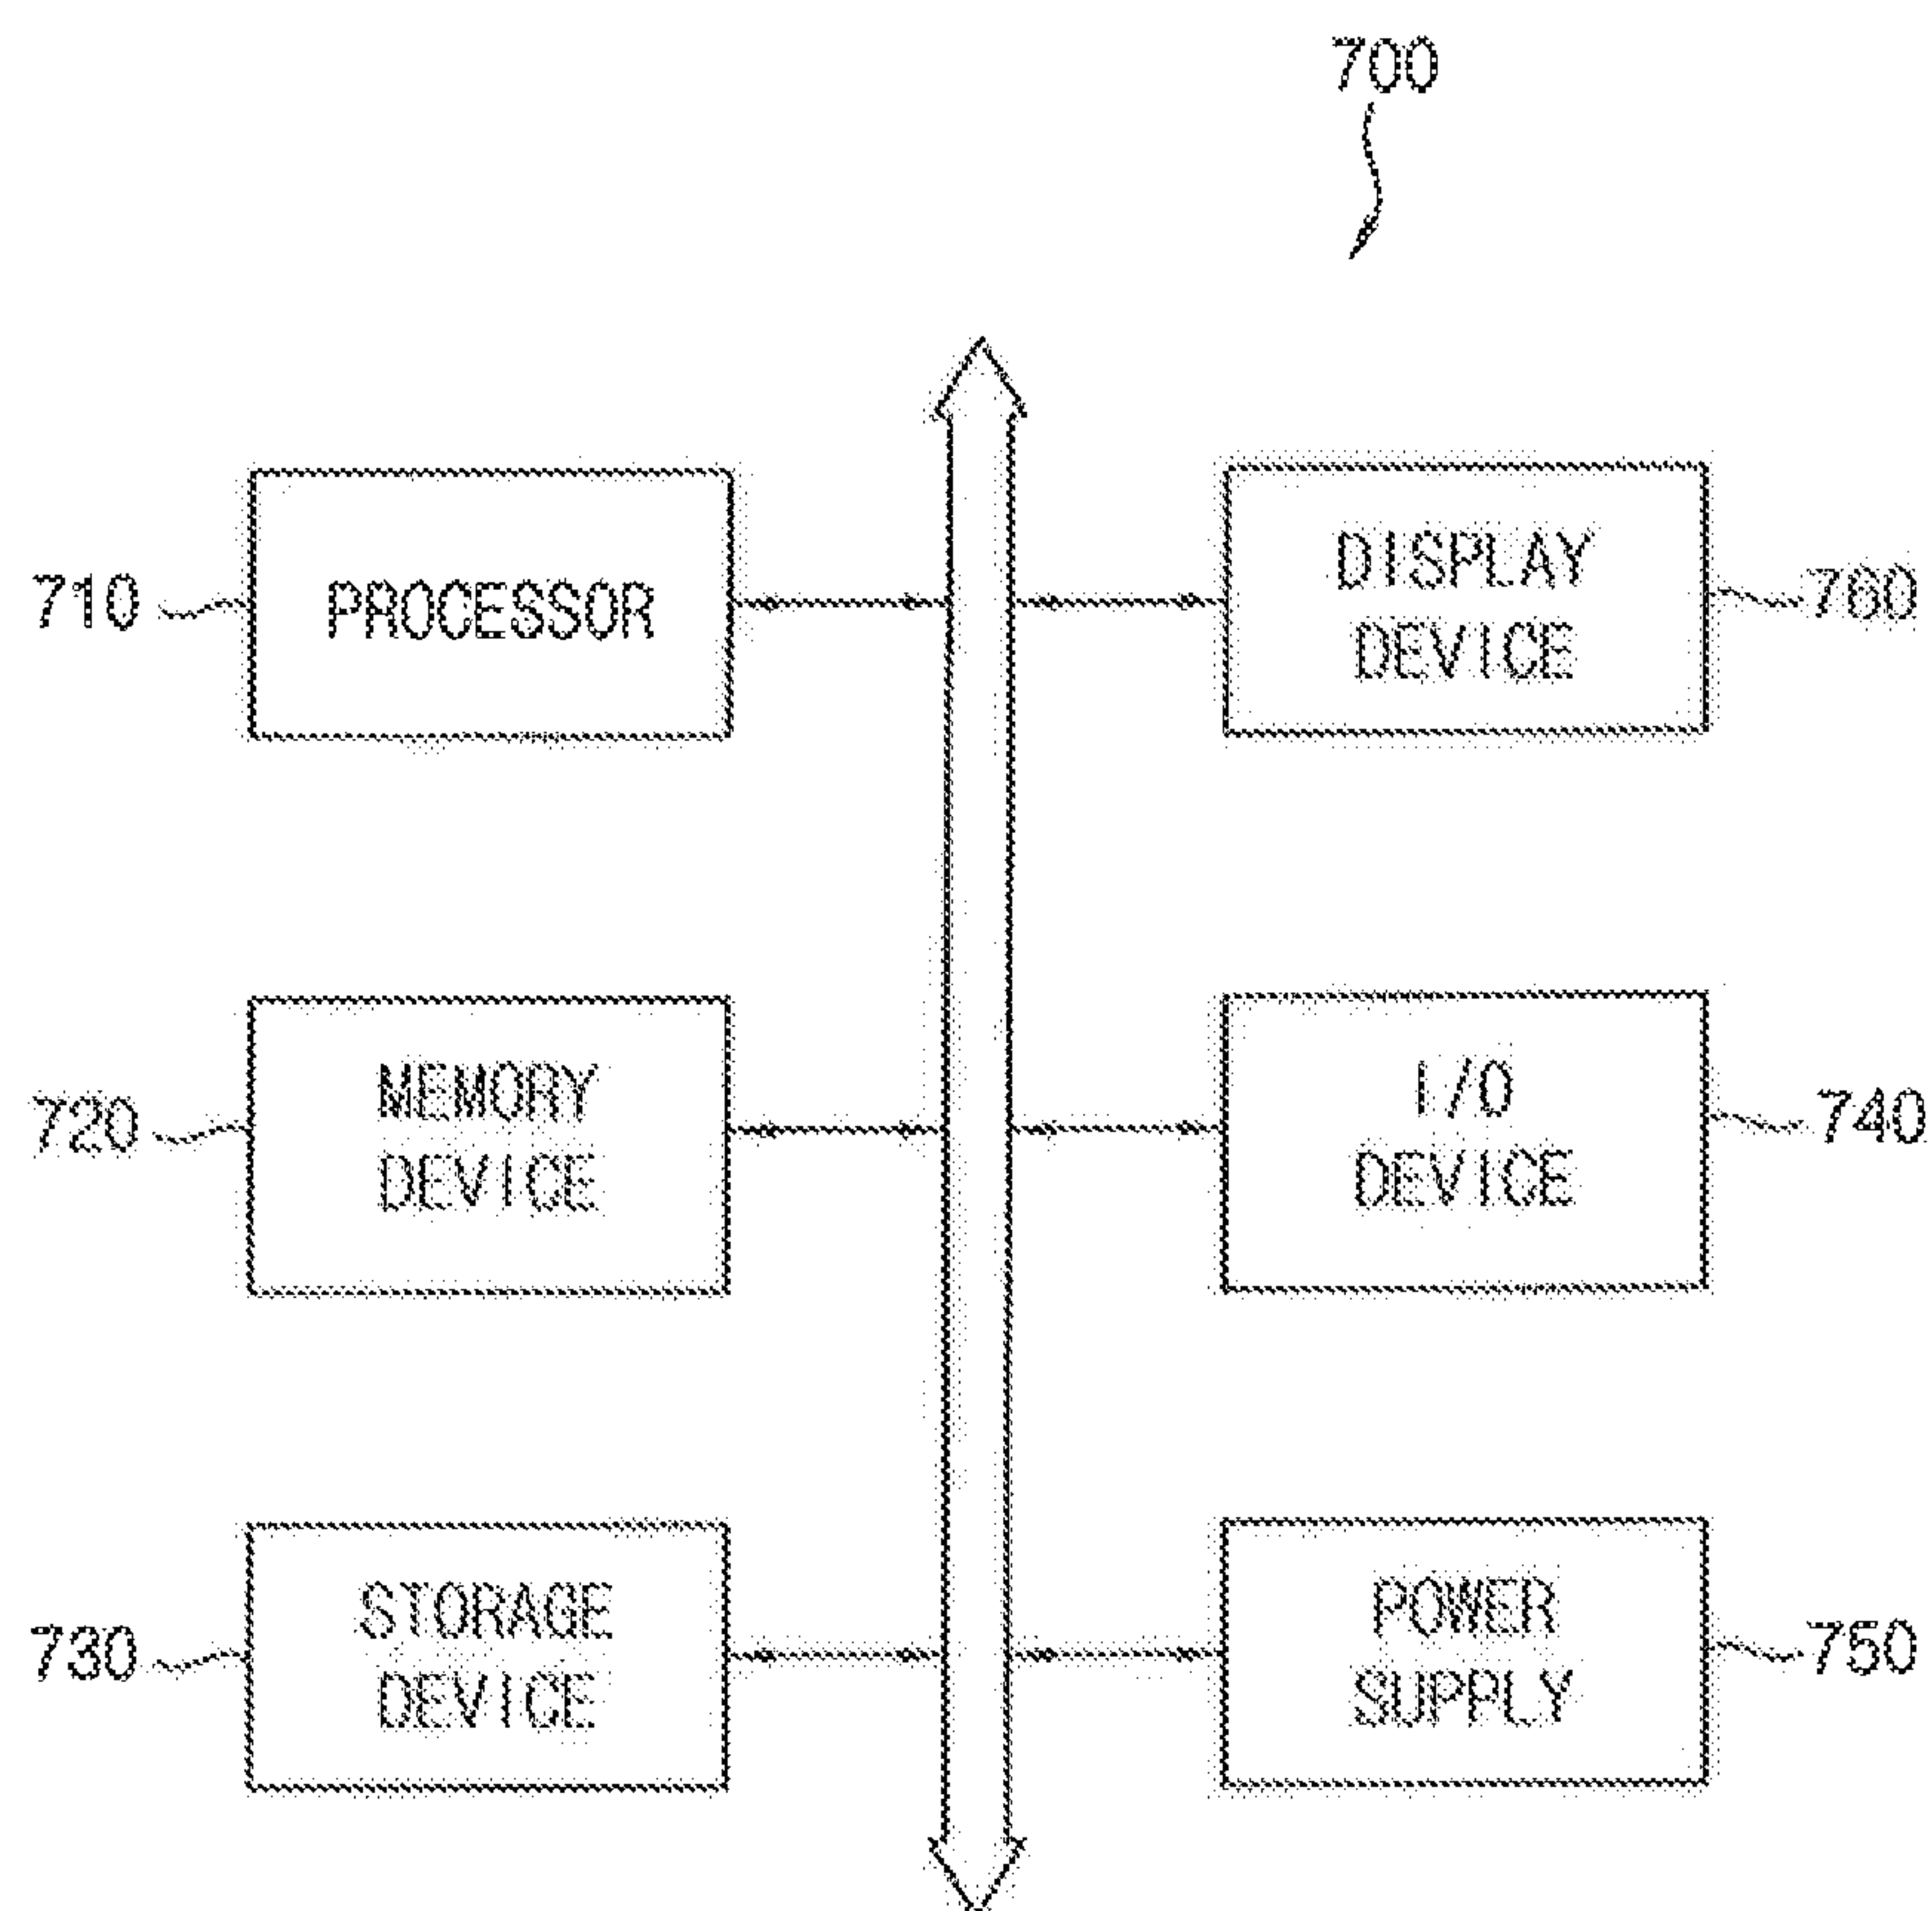 700
710
PROCESSOR
DISPLAY
DEVICE
760
720
MEMORY
DEVICE
I/O
DEVICE
740
730
STORAGE
DEVICE
POWER
SUPPLY
750